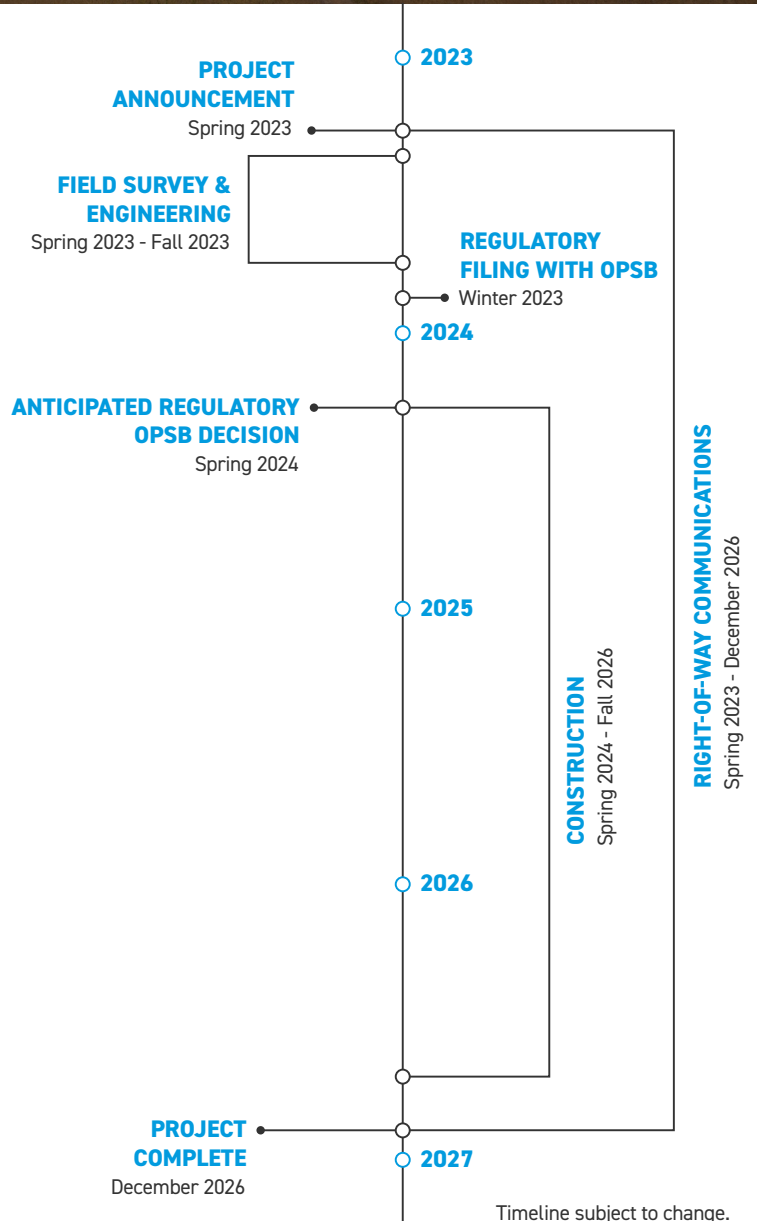 2023
PROJECT
ANNOUNCEMENT
Spring 2023
FIELD SURVEY &
ENGINEERING
Spring 2023 - Fall 2023
REGULATORY
FILING WITH OPSB
Winter 2023
2024
ANTICIPATED REGULATORY
OPSB DECISION
Spring 2024
2025
CONSTRUCTION
Spring 2024 - Fall 2026
RIGHT-OF-WAY COMMUNICATIONS
Spring 2023 - December 2026
2026
PROJECT
COMPLETE
December 2026
2027
Timeline subject to change.